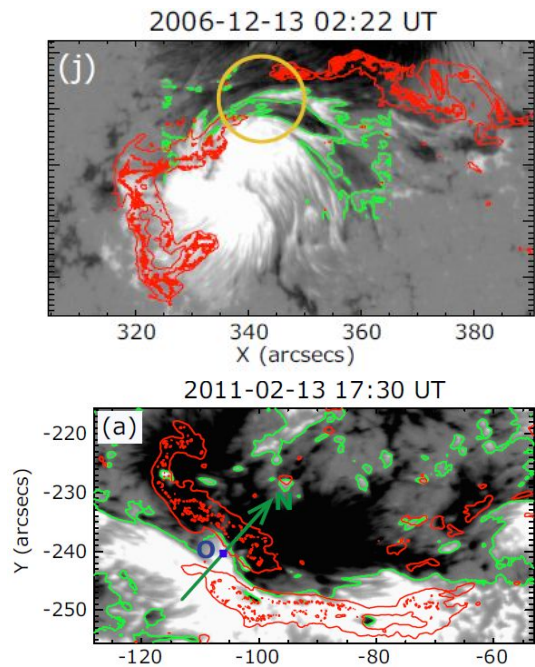 2006-12-13 02:22 UT
(j)
320 340 360 380 400
X (arcsecs)
2011-02-13 17:30 UT
(a)
N
O
Y (arcsecs)
-220
-230
-240
-250
-120 -100 -80 -60